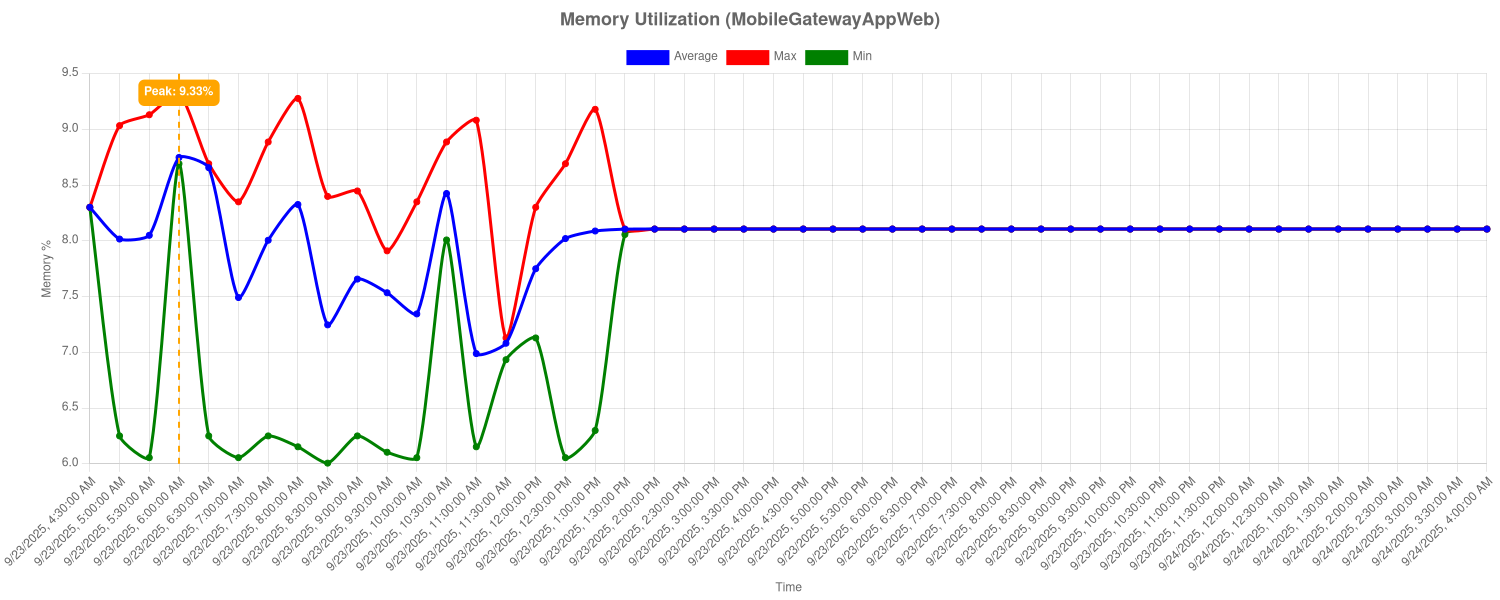 Memory Utilization (MobileGatewayAppWeb)
Average Max Min
Peak: 9.33%
9.5
9.0
8.5
8.0
7.5
7.0
6.5
6.0
Memory %
9/23/2025, 4:30:00 AM
9/23/2025, 5:00:00 AM
9/23/2025, 5:30:00 AM
9/23/2025, 6:00:00 AM
9/23/2025, 6:30:00 AM
9/23/2025, 7:00:00 AM
9/23/2025, 7:30:00 AM
9/23/2025, 8:00:00 AM
9/23/2025, 8:30:00 AM
9/23/2025, 9:00:00 AM
9/23/2025, 9:30:00 AM
9/23/2025, 10:00:00 AM
9/23/2025, 10:30:00 AM
9/23/2025, 11:00:00 AM
9/23/2025, 11:30:00 AM
9/23/2025, 12:00:00 PM
9/23/2025, 12:30:00 PM
9/23/2025, 1:00:00 PM
9/23/2025, 1:30:00 PM
9/23/2025, 2:00:00 PM
9/23/2025, 2:30:00 PM
9/23/2025, 3:00:00 PM
9/23/2025, 3:30:00 PM
9/23/2025, 4:00:00 PM
9/23/2025, 4:30:00 PM
9/23/2025, 5:00:00 PM
9/23/2025, 5:30:00 PM
9/23/2025, 6:00:00 PM
9/23/2025, 6:30:00 PM
9/23/2025, 7:00:00 PM
9/23/2025, 7:30:00 PM
9/23/2025, 8:00:00 PM
9/23/2025, 8:30:00 PM
9/23/2025, 9:00:00 PM
9/23/2025, 9:30:00 PM
9/23/2025, 10:00:00 PM
9/23/2025, 10:30:00 PM
9/23/2025, 11:00:00 PM
9/23/2025, 11:30:00 PM
9/24/2025, 12:00:00 AM
9/24/2025, 12:30:00 AM
9/24/2025, 1:00:00 AM
9/24/2025, 1:30:00 AM
9/24/2025, 2:00:00 AM
9/24/2025, 2:30:00 AM
9/24/2025, 3:00:00 AM
9/24/2025, 3:30:00 AM
9/24/2025, 4:00:00 AM
Time